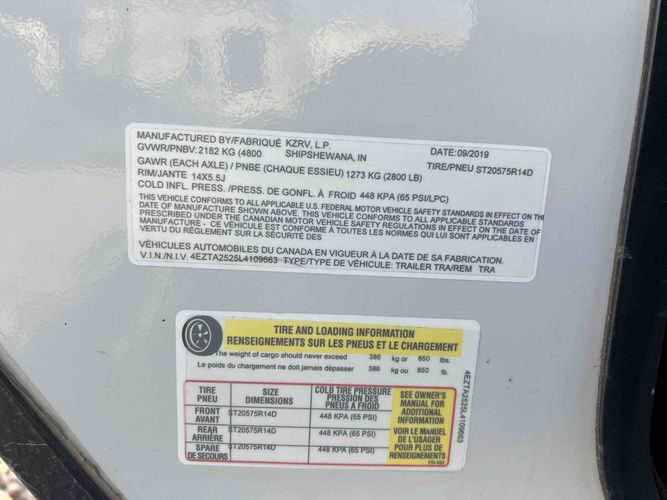 MANUFACTURED BY/FABRIQUÉ KZRV, L.P. DATE:09/2019
GVWR/PNBV: 2182 KG (4800 SHIPSHEWANA, IN TIRE/PNEU ST20575R14D
GAWR (EACH AXLE) / PNBE (CHAQUE ESSIEU) 1273 KG (2800 LB)
RIM/JANTE 14X5.5J
COLD INFL. PRESS./PRESS. DE GONFL. À FROID 448 KPA (65 PSI/LPC)
THIS VEHICLE CONFORMS TO ALL APPLICABLE U.S. FEDERAL MOTOR VEHICLE SAFETY STANDARDS IN EFFECT ON THE
DATE OF MANUFACTURE SHOWN ABOVE. THIS VEHICLE CONFORMS TO ALL APPLICABLE STANDARDS
PRESCRIBED UNDER THE CANADIAN MOTOR VEHICLE SAFETY REGULATIONS IN EFFECT ON THE DATE OF
MANUFACTURE - CE VÉHICULE EST CONFORME À TOUTES LES NORMES QUI LUI SONT APPLICABLES EN
VERTU DU RÉGLEMENT SUR LA SÉCURITÉ DES
VÉHICULES AUTOMOBILES DU CANADA EN VIGUEUR À LA DATE DE SA FABRICATION.
V.I.N./N.I.V. 4EZTA2525L4109663 TYPE/TYPE DE VÉHICULE: TRAILER TRA/REM TRA
TIRE AND LOADING INFORMATION
RENSEIGNEMENTS SUR LES PNEUS ET LE CHARGEMENT
The weight of cargo should never exceed 386 kg or 850 lbs.
Le poids du chargement ne doit jamais dépasser 386 kg ou 850 lb.
TIRE
PNEU
SIZE
DIMENSIONS
COLD TIRE PRESSURE
PRESSION DES
PNEUS A FROID
FRONT
AVANT
ST20575R14D
448 KPA (65 PSI)
REAR
ARRIÈRE
ST20575R14D
448 KPA (65 PSI)
SPARE
DE SECOURS
ST20575R14D
448 KPA (65 PSI)
SEE OWNER'S
MANUAL FOR
ADDITIONAL
INFORMATION
VOIR LE MANUEL
DE L'USAGER
POUR PLUS DE
RENSEIGNEMENTS
4EZTA2525L4109663